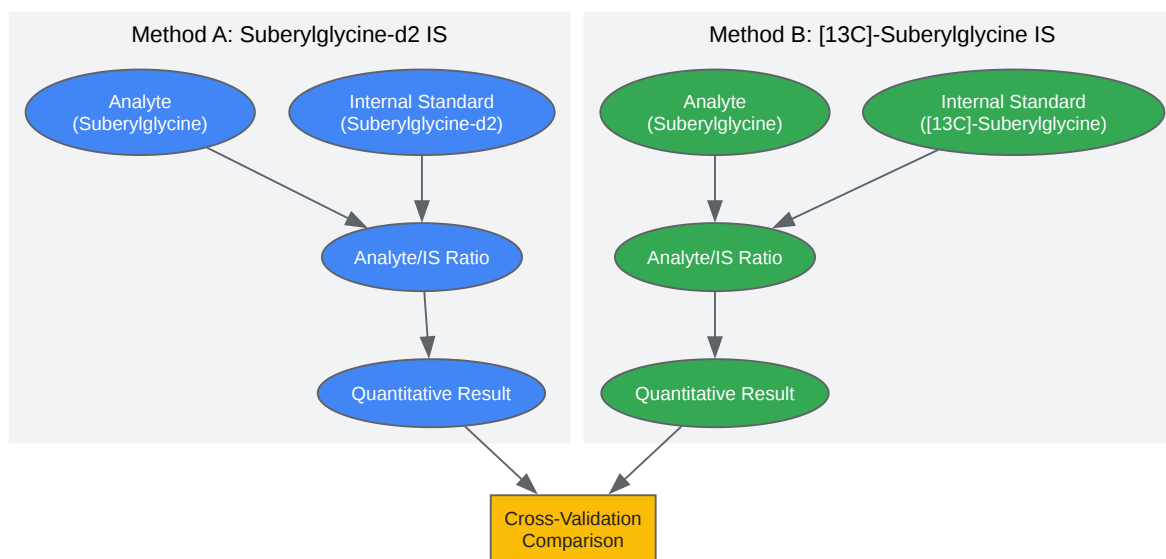 Method A: Suberylglycine-d2 IS
Analyte
(Suberylglycine)
Internal Standard
(Suberylglycine-d2)
Analyte/IS Ratio
Quantitative Result
Method B: [13C]-Suberylglycine IS
Analyte
(Suberylglycine)
Internal Standard
([13C]-Suberylglycine)
Analyte/IS Ratio
Quantitative Result
Cross-Validation
Comparison